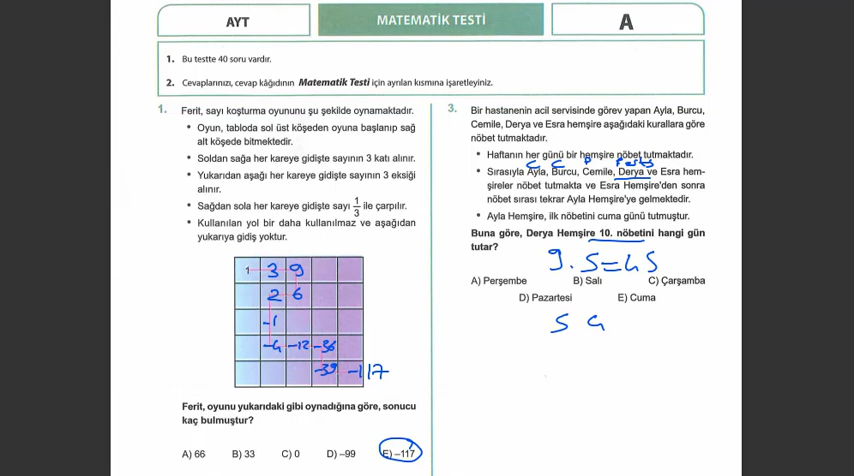 AYT
MATEMATİK TESTİ
A
1. Bu testte 40 soru vardır.
2. Cevaplarınızı, cevap kâğıdının Matematik Testi için ayrılan kısmına işaretleyiniz.
1. Ferit, sayı koşturma oyununu şu şekilde oynamaktadır.
• Oyun, tabloda sol üst köşeden oyuna başlanıp sağ
alt köşede bitmektedir.
• Soldan sağa her kareye gidişte sayının 3 katı alınır.
• Yukarıdan aşağı her kareye gidişte sayının 3 eksiği
alınır.
• Sağdan sola her kareye gidişte sayı 1/3 ile çarpılır.
• Kullanılan yol bir daha kullanılmaz ve aşağıdan
yukarıya gidiş yoktur.
1 3 9
2 6
-1
-4 -12 -36
-39 -117
Ferit, oyunu yukarıdaki gibi oynadığına göre, sonucu
kaç bulmuştur?
A) 66 B) 33 C) 0 D) –99 E) –117
3. Bir hastanenin acil servisinde görev yapan Ayla, Burcu,
Cemile, Derya ve Esra hemşire aşağıdaki kurallara göre
nöbet tutmaktadır.
• Haftanın her günü bir hemşire nöbet tutmaktadır.
C C P Pazts
• Sırasıyla Ayla, Burcu, Cemile, Derya ve Esra hem-
şireler nöbet tutmakta ve Esra Hemşire'den sonra
nöbet sırası tekrar Ayla Hemşire'ye gelmektedir.
• Ayla Hemşire, ilk nöbetini cuma günü tutmuştur.
Buna göre, Derya Hemşire 10. nöbetini hangi gün
tutar?
9.5=45
A) Perşembe B) Salı C) Çarşamba
D) Pazartesi E) Cuma